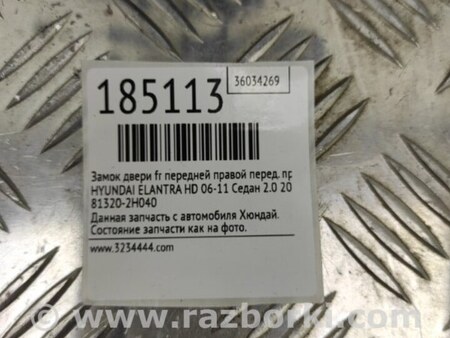 185113
36034269
Замок двери fr передней правой перед. пр
HYUNDAI ELANTRA HD 06-11 Седан 2.0 20
81320-2H040
Данная запчасть с автомобиля Хюндай.
Состояние запчасти как на фото.
www.3234444.com
© www.razborki.com